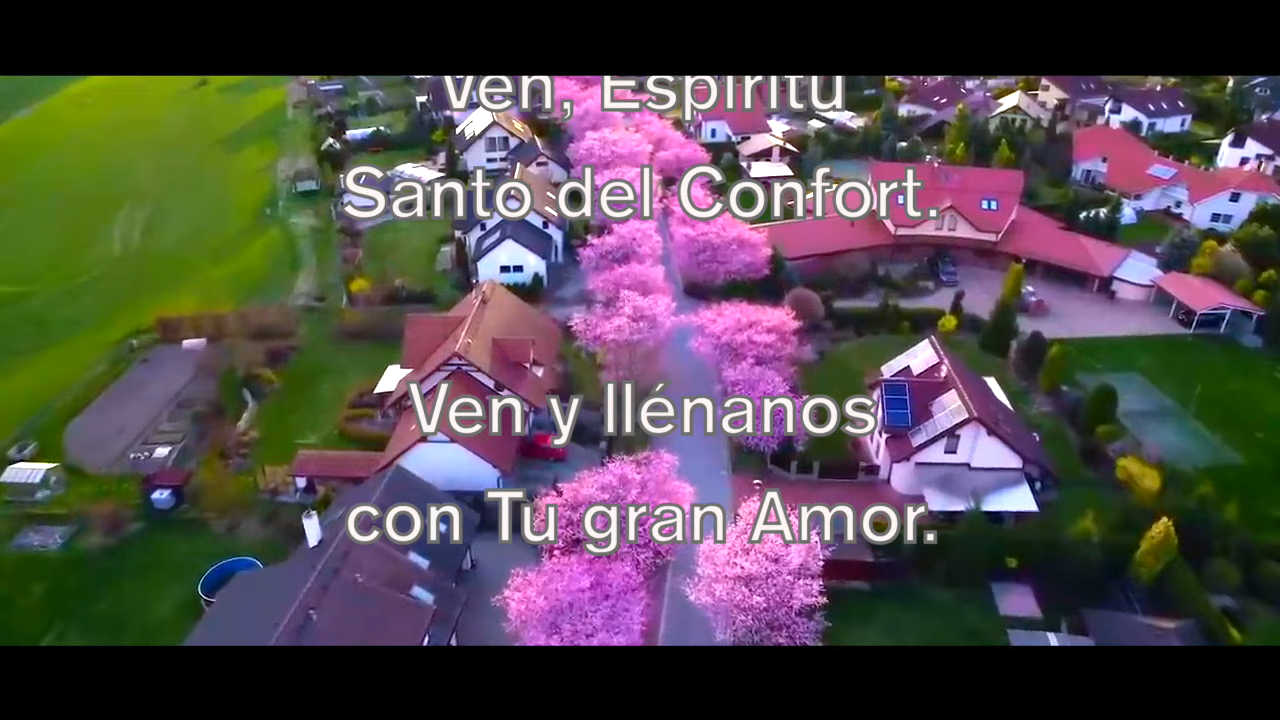 Ven, Espíritu
Santo del Confort.
Ven y llénanos
con Tu gran Amor.